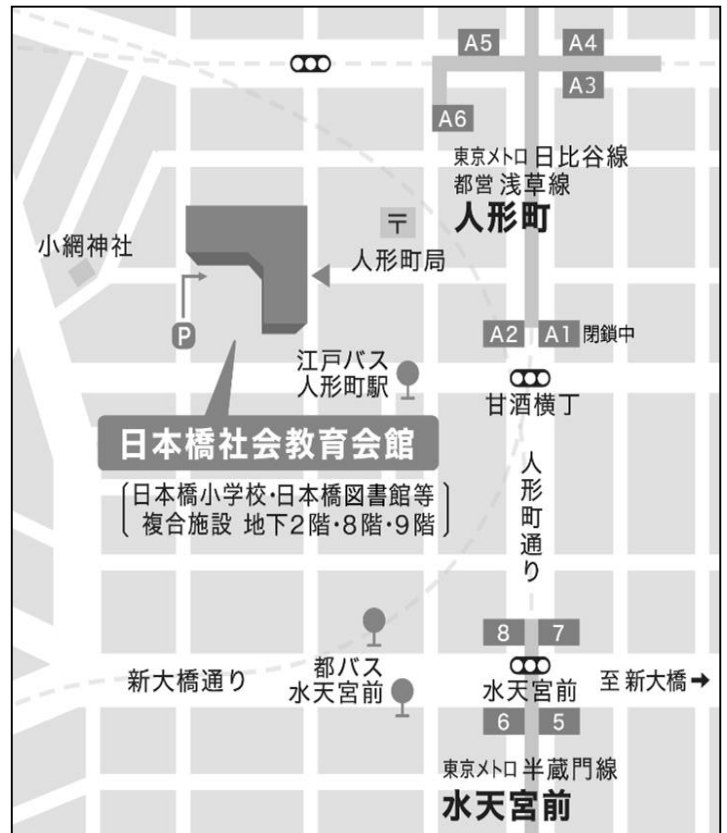 A5
A4
A3
A6
東京メトロ 日比谷線
都営 浅草線
人形町
〒
人形町局
小網神社
P
A2
A1 閉鎖中
江戸バス
人形町駅
甘酒横丁
日本橋社会教育会館
日本橋小学校・日本橋図書館等
複合施設 地下2階・8階・9階
人形町通り
8
7
新大橋通り
都バス
水天宮前
水天宮前
至 新大橋➡
6
5
東京メトロ 半蔵門線
水天宮前